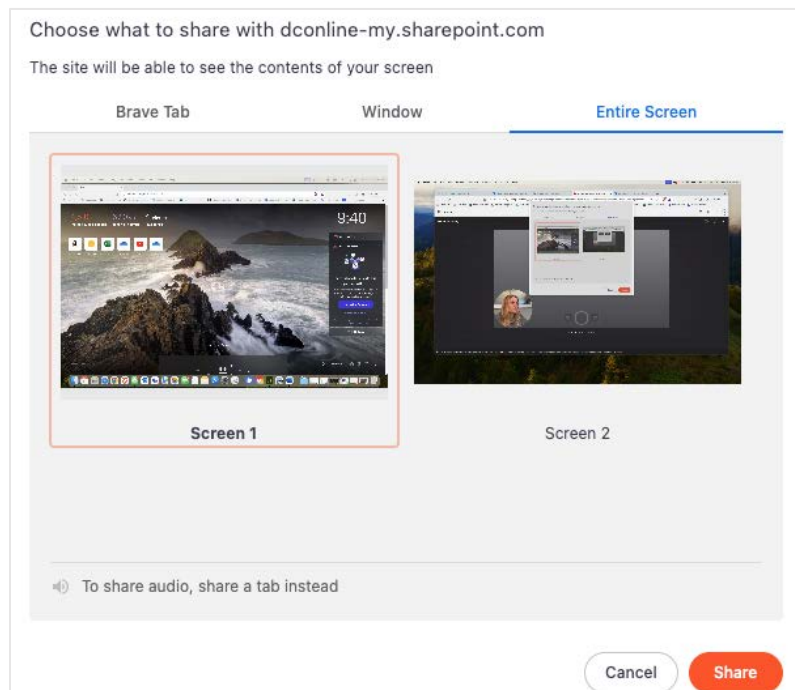 Choose what to share with dconline-my.sharepoint.com
The site will be able to see the contents of your screen
Brave Tab
Window
Entire Screen
9:40
Screen 1
Screen 2
To share audio, share a tab instead
Cancel
Share